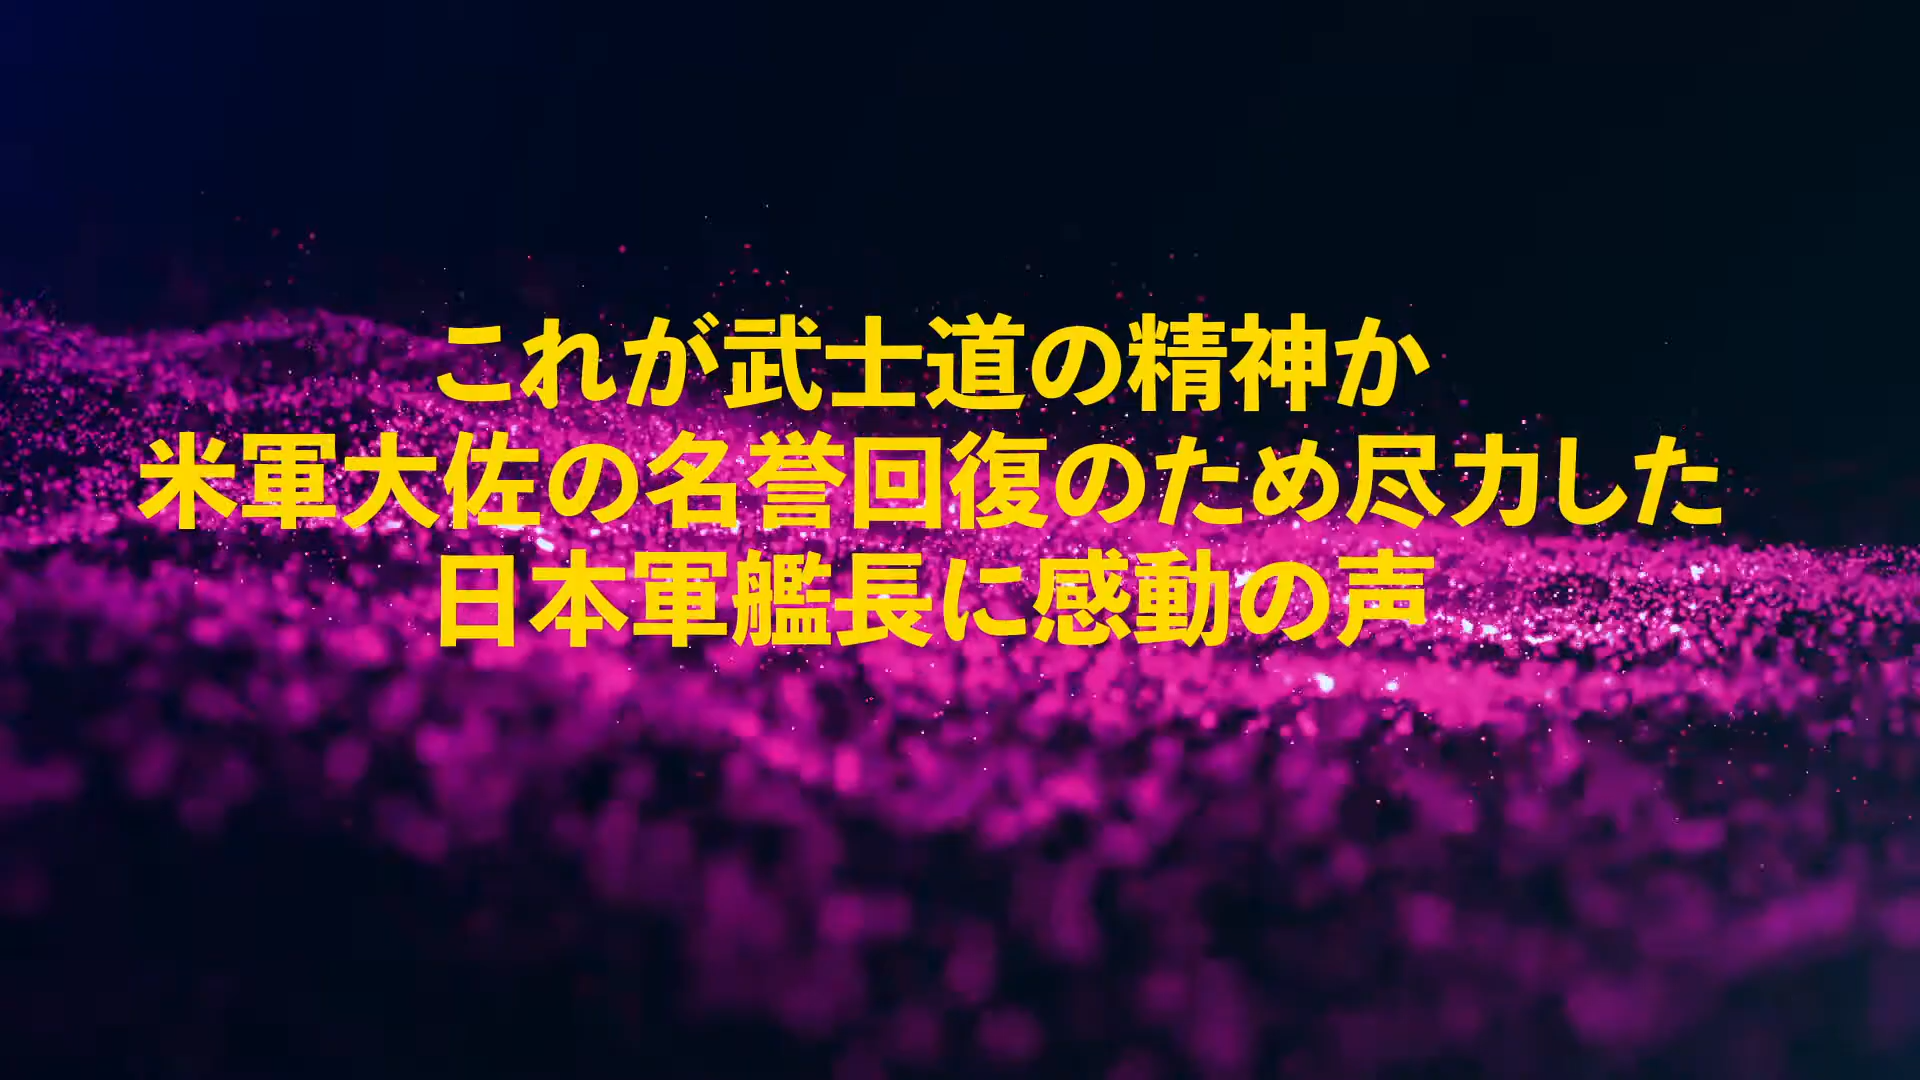 これが武士道の精神か
米軍大佐の名誉回復のため尽力した
日本軍艦長に感動の声